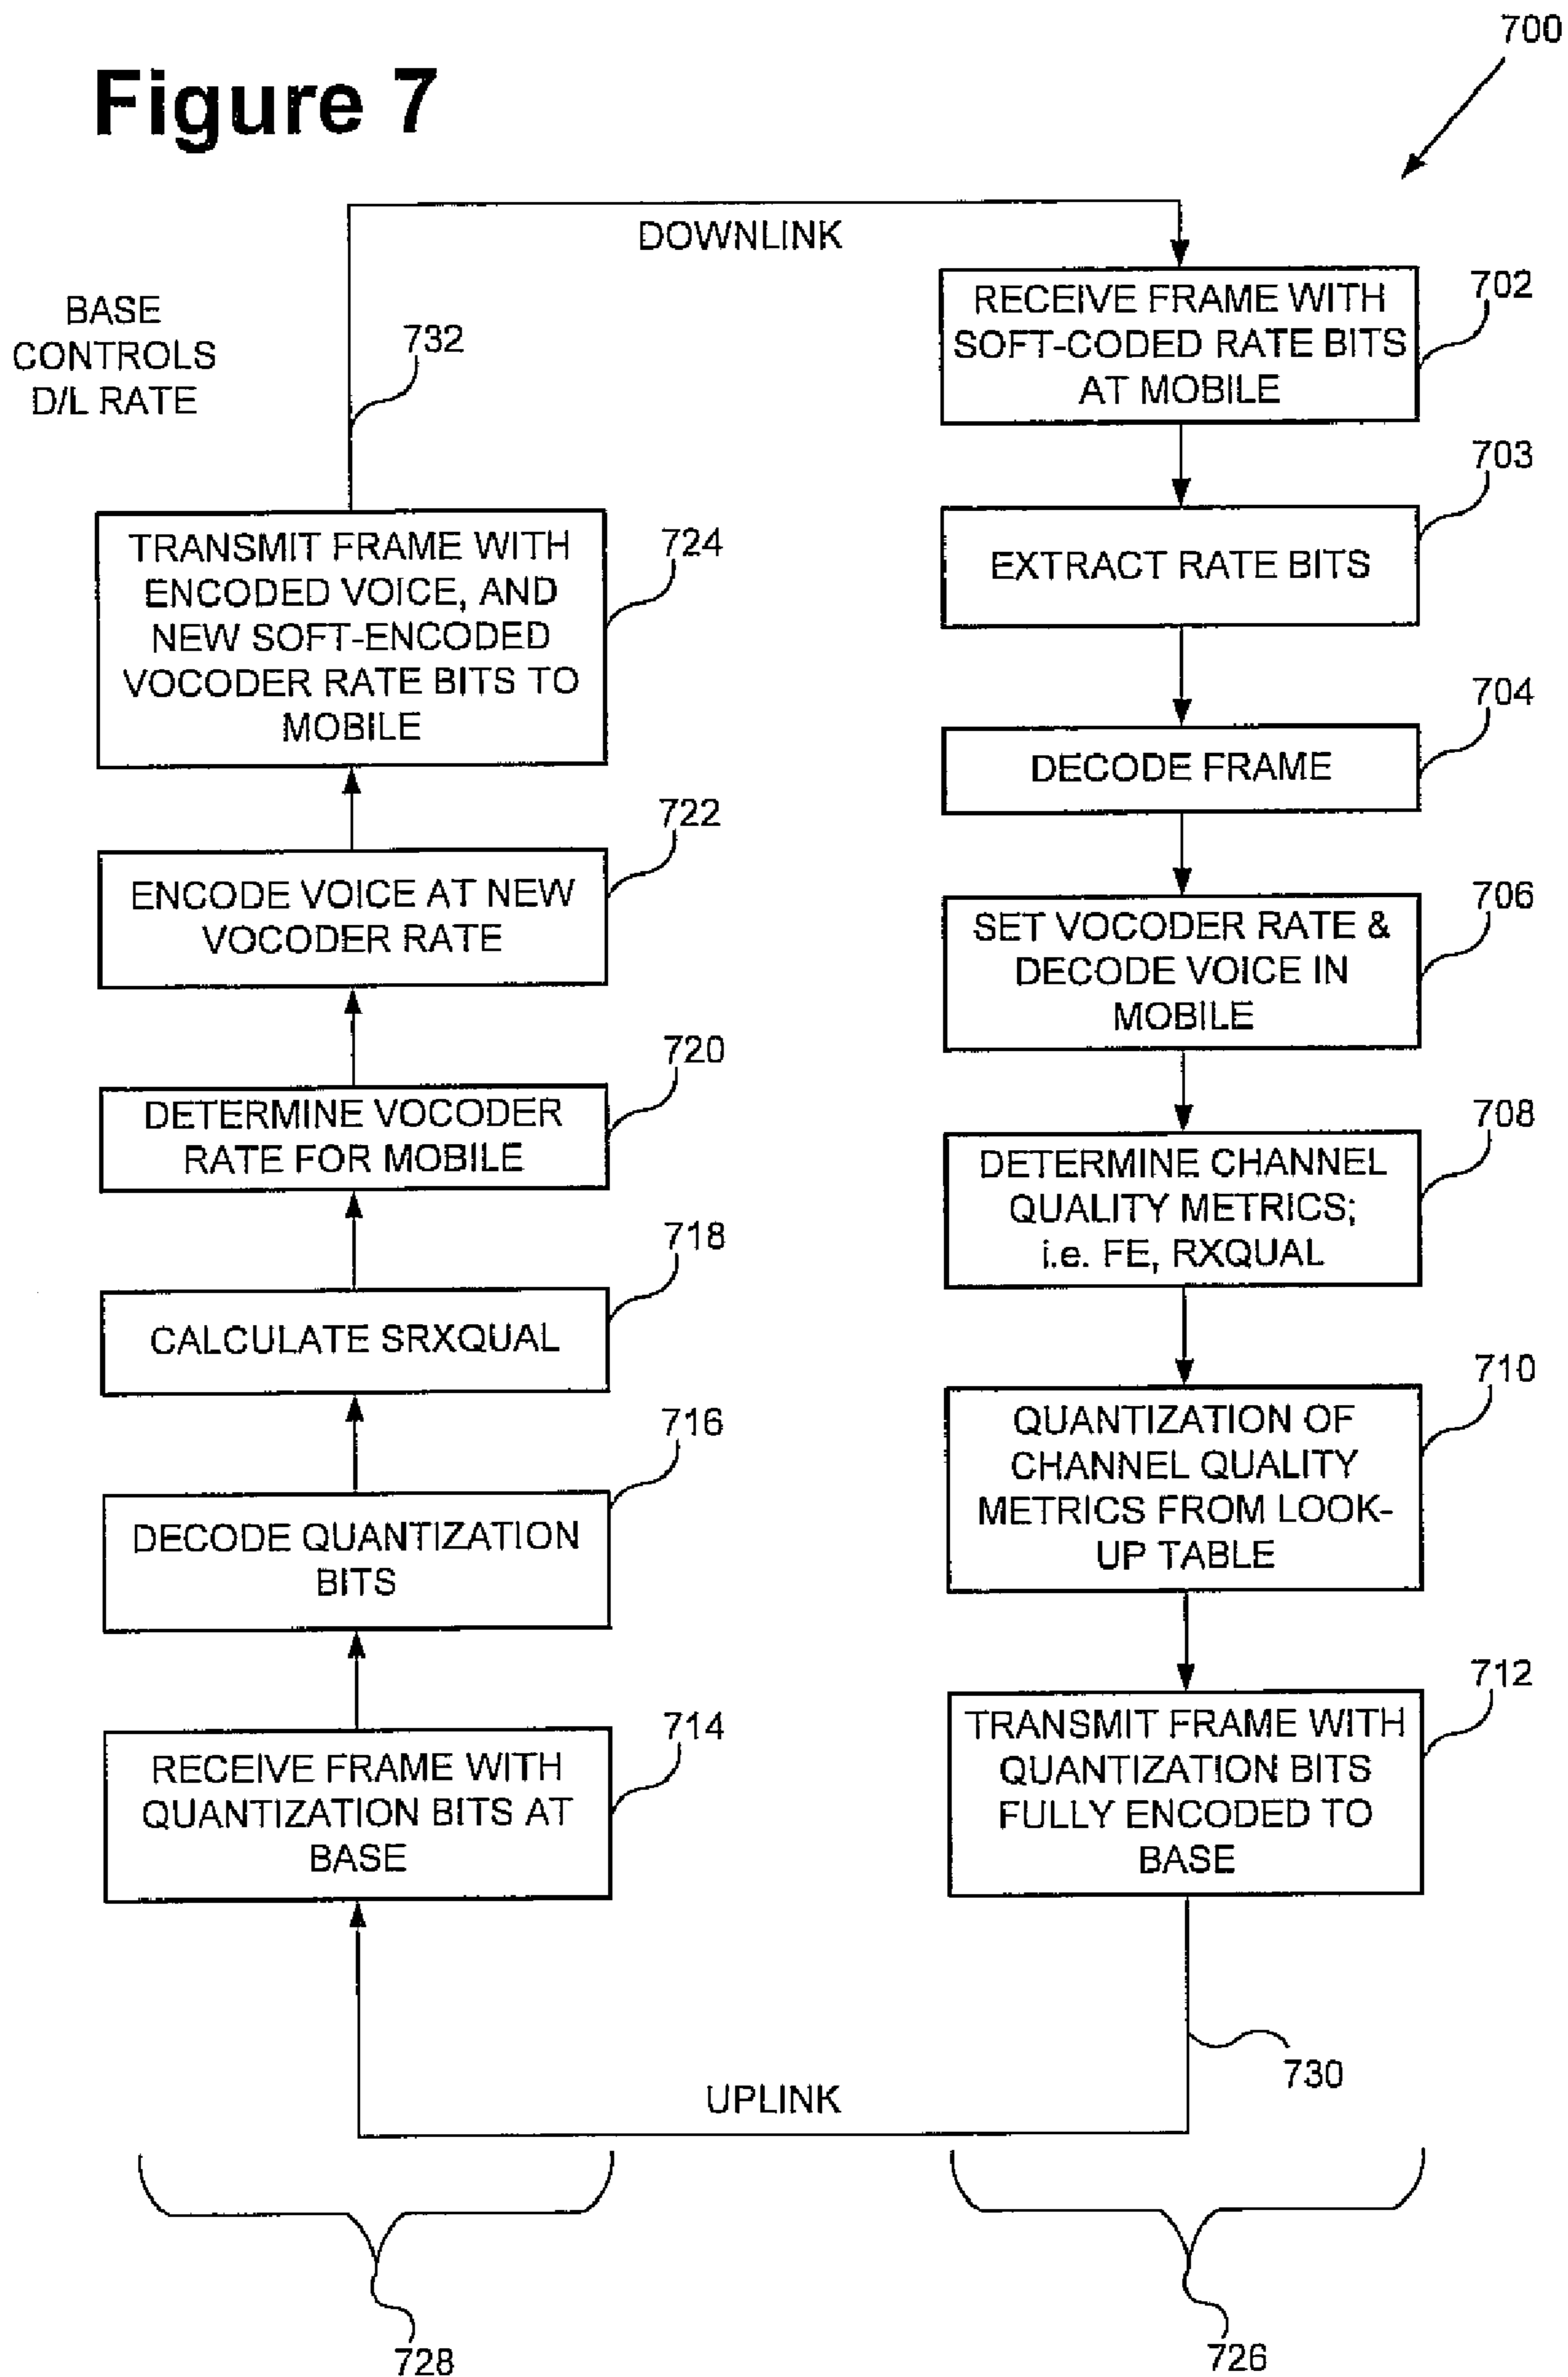 Figure 7
700
DOWNLINK
BASE
CONTROLS
D/L RATE
732
RECEIVE FRAME WITH
SOFT-CODED RATE BITS
AT MOBILE
702
EXTRACT RATE BITS
703
DECODE FRAME
704
SET VOCODER RATE &
DECODE VOICE IN
MOBILE
706
DETERMINE CHANNEL
QUALITY METRICS;
i.e. FE, RXQUAL
708
QUANTIZATION OF
CHANNEL QUALITY
METRICS FROM LOOK-
UP TABLE
710
TRANSMIT FRAME WITH
QUANTIZATION BITS
FULLY ENCODED TO
BASE
712
730
UPLINK
TRANSMIT FRAME WITH
ENCODED VOICE, AND
NEW SOFT-ENCODED
VOCODER RATE BITS TO
MOBILE
724
ENCODE VOICE AT NEW
VOCODER RATE
722
DETERMINE VOCODER
RATE FOR MOBILE
720
CALCULATE SRXQUAL
718
DECODE QUANTIZATION
BITS
716
RECEIVE FRAME WITH
QUANTIZATION BITS AT
BASE
714
728
726